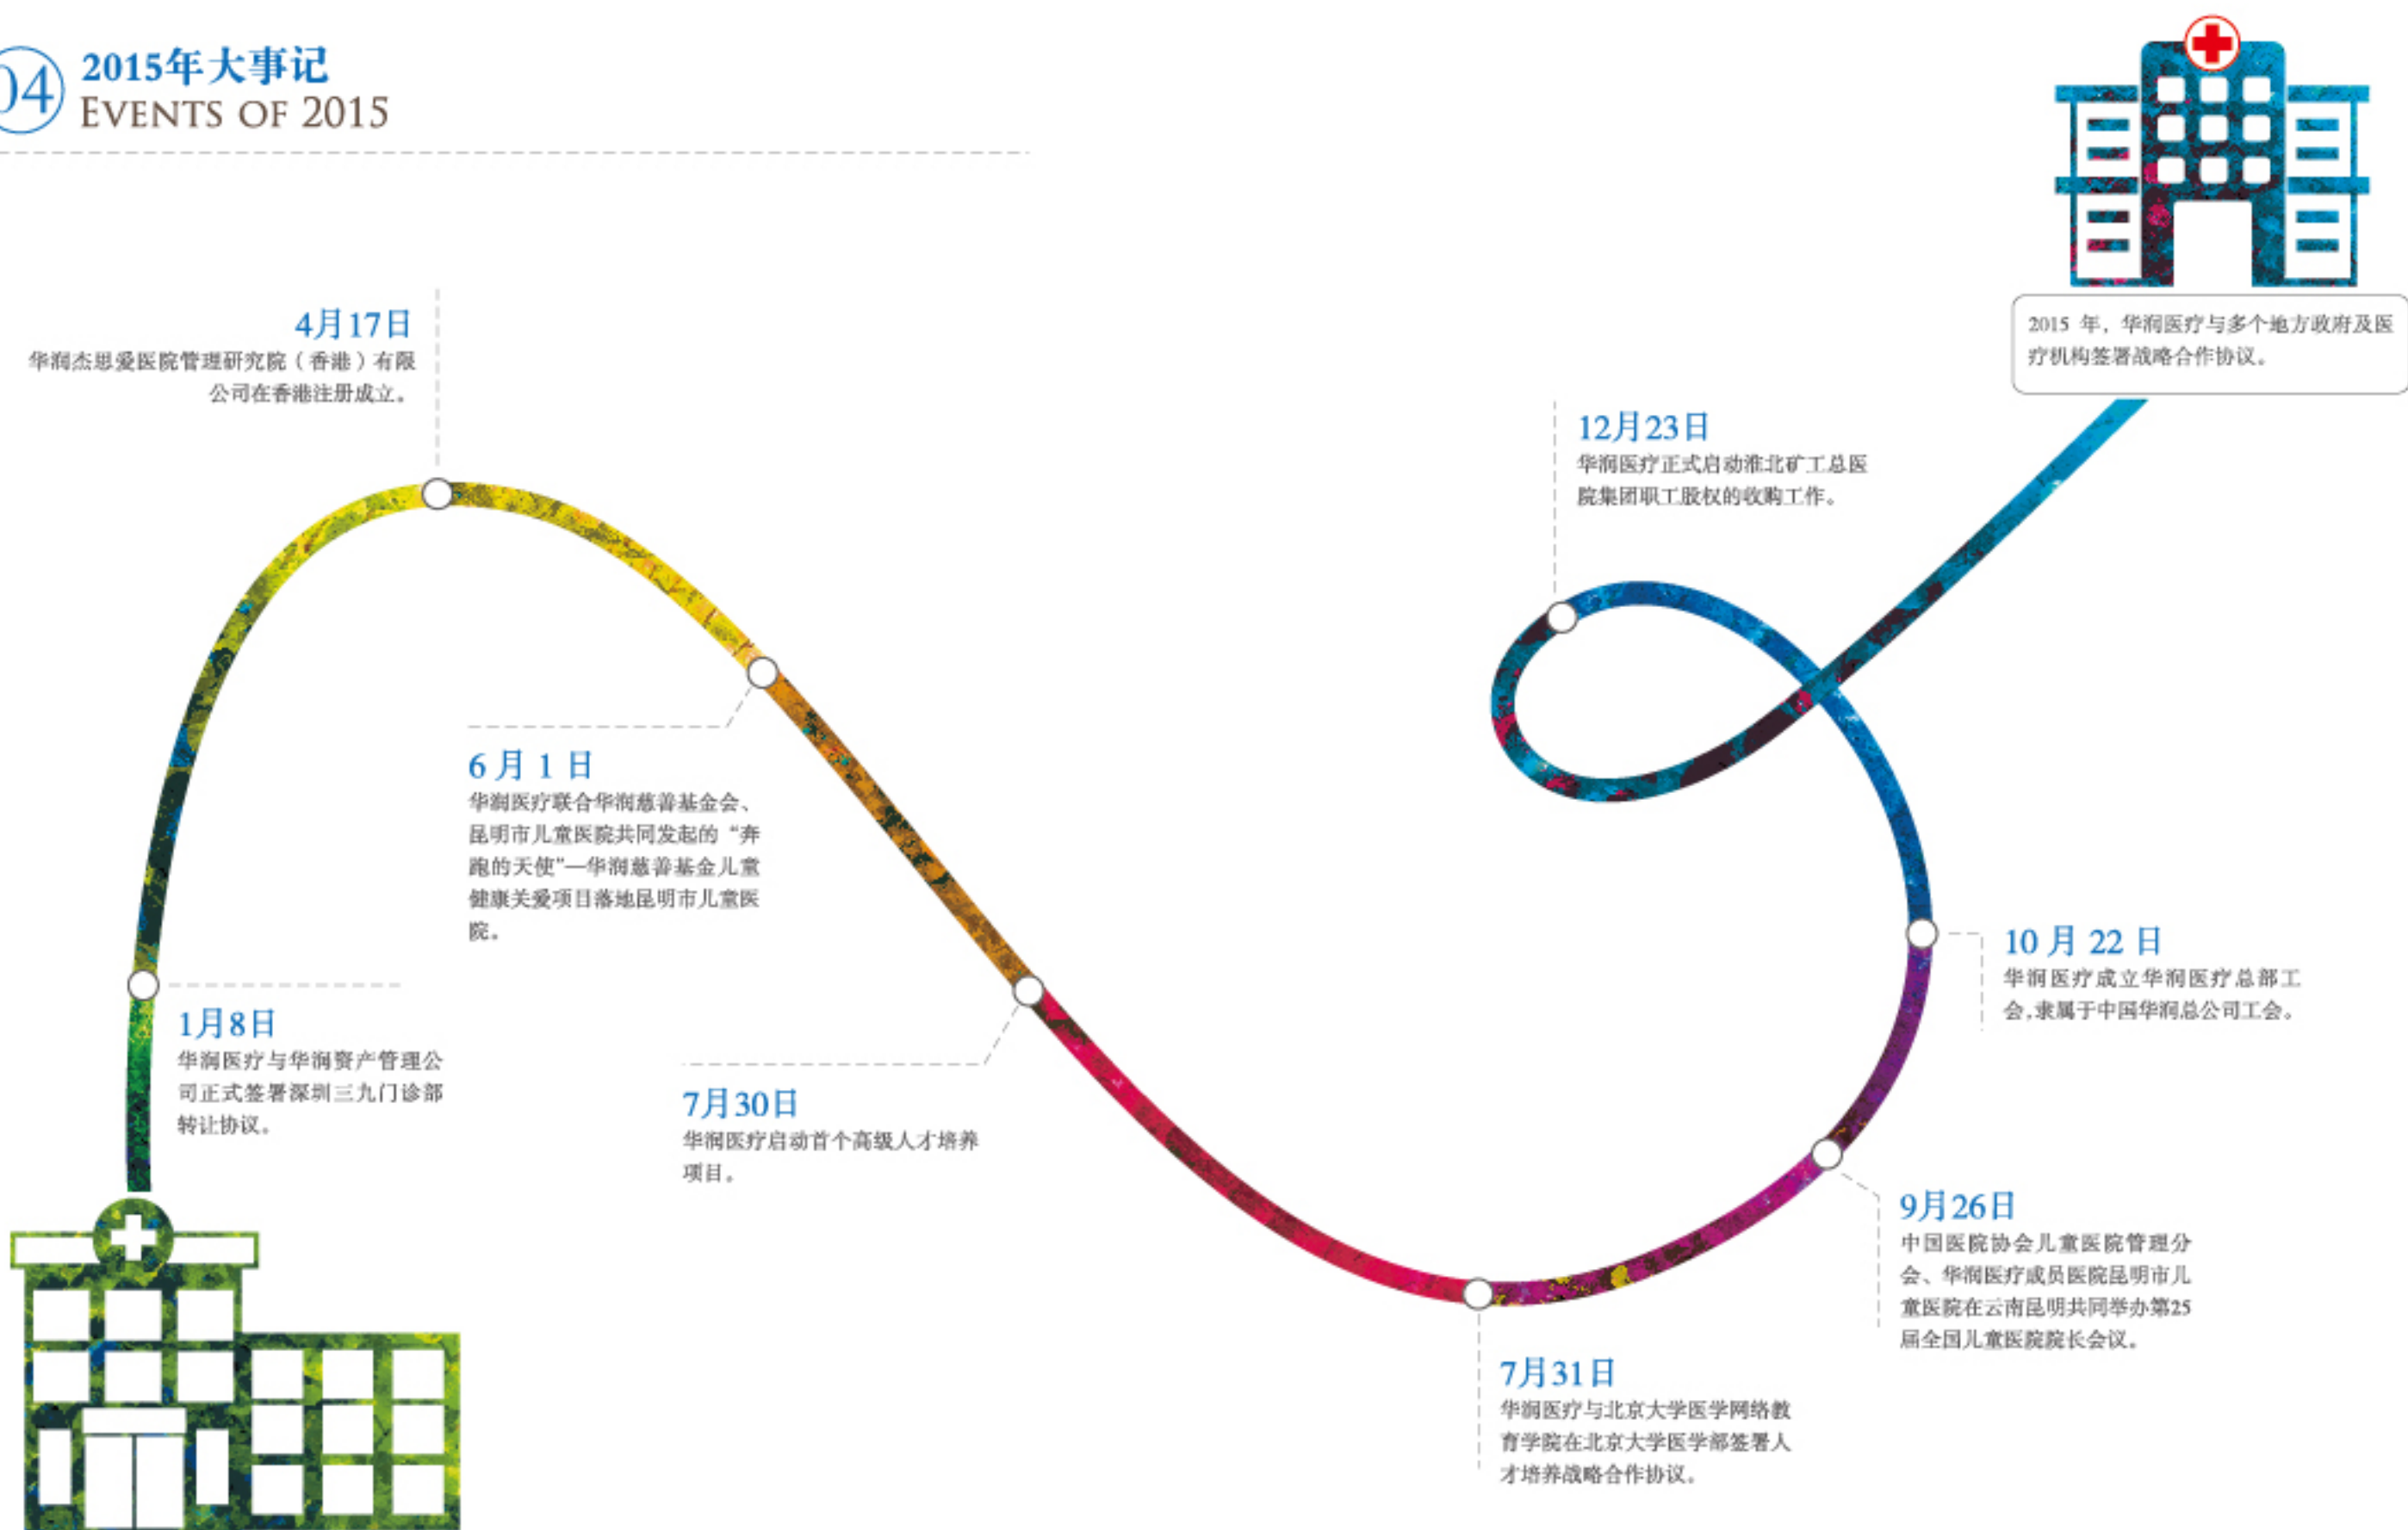 04
2015年大事记
EVENTS OF 2015
4月17日
华润杰思爱医院管理研究院（香港）有限
公司在香港注册成立。
2015 年，华润医疗与多个地方政府及医
疗机构签署战略合作协议。
12月23日
华润医疗正式启动淮北矿工总医
院集团职工股权的收购工作。
6 月 1 日
华润医疗联合华润慈善基金会、
昆明市儿童医院共同发起的“奔
跑的天使”—华润慈善基金儿童
健康关爱项目落地昆明市儿童医
院。
10 月 22 日
华润医疗成立华润医疗总部工
会,隶属于中国华润总公司工会。
1月8日
华润医疗与华润资产管理公
司正式签署深圳三九门诊部
转让协议。
7月30日
华润医疗启动首个高级人才培养
项目。
9月26日
中国医院协会儿童医院管理分
会、华润医疗成员医院昆明市儿
童医院在云南昆明共同举办第25
届全国儿童医院院长会议。
7月31日
华润医疗与北京大学医学网络教
育学院在北京大学医学部签署人
才培养战略合作协议。